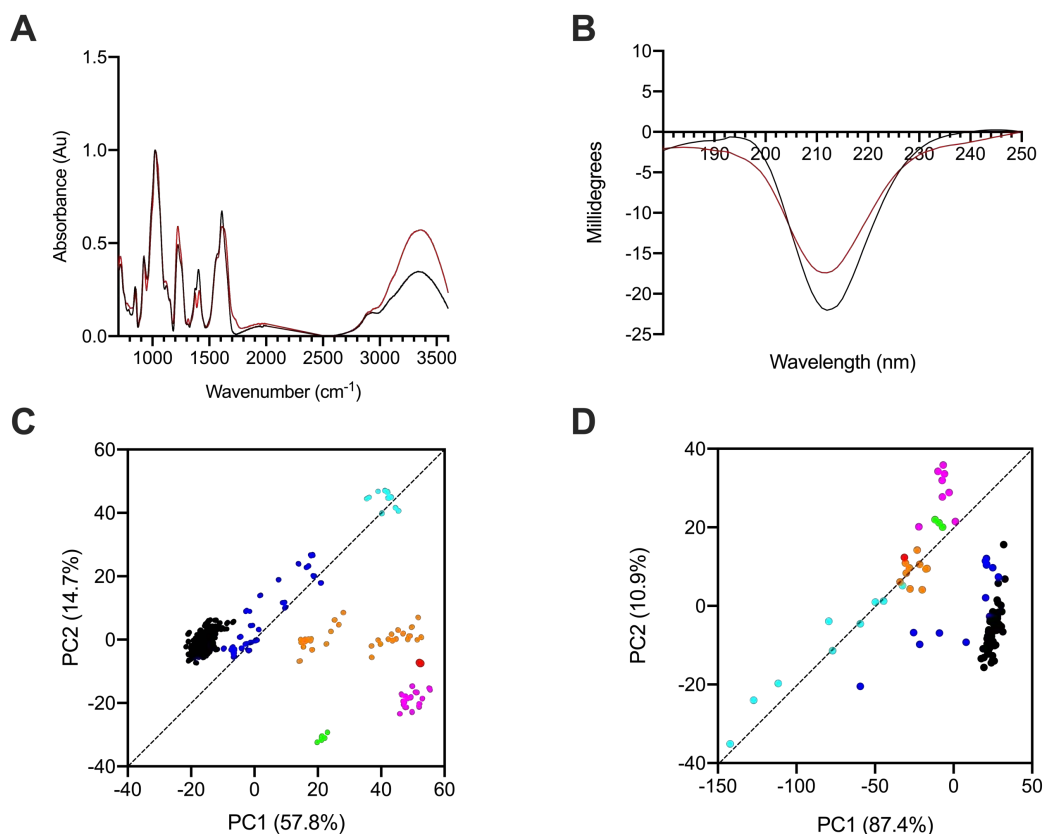 A
1.5
1.0
0.5
0.0
Absorbance (Au)
1000 1500 2000 2500 3000 3500
Wavenumber (cm-1)
B
10
5
0
-5
-10
-15
-20
-25
Millidegrees
190 200 210 220 230 240 250
Wavelength (nm)
C
60
40
20
0
-20
-40
PC2 (14.7%)
-40 -20 0 20 40 60
PC1 (57.8%)
D
40
20
0
-20
-40
PC2 (10.9%)
-150 -100 -50 0 50
PC1 (87.4%)